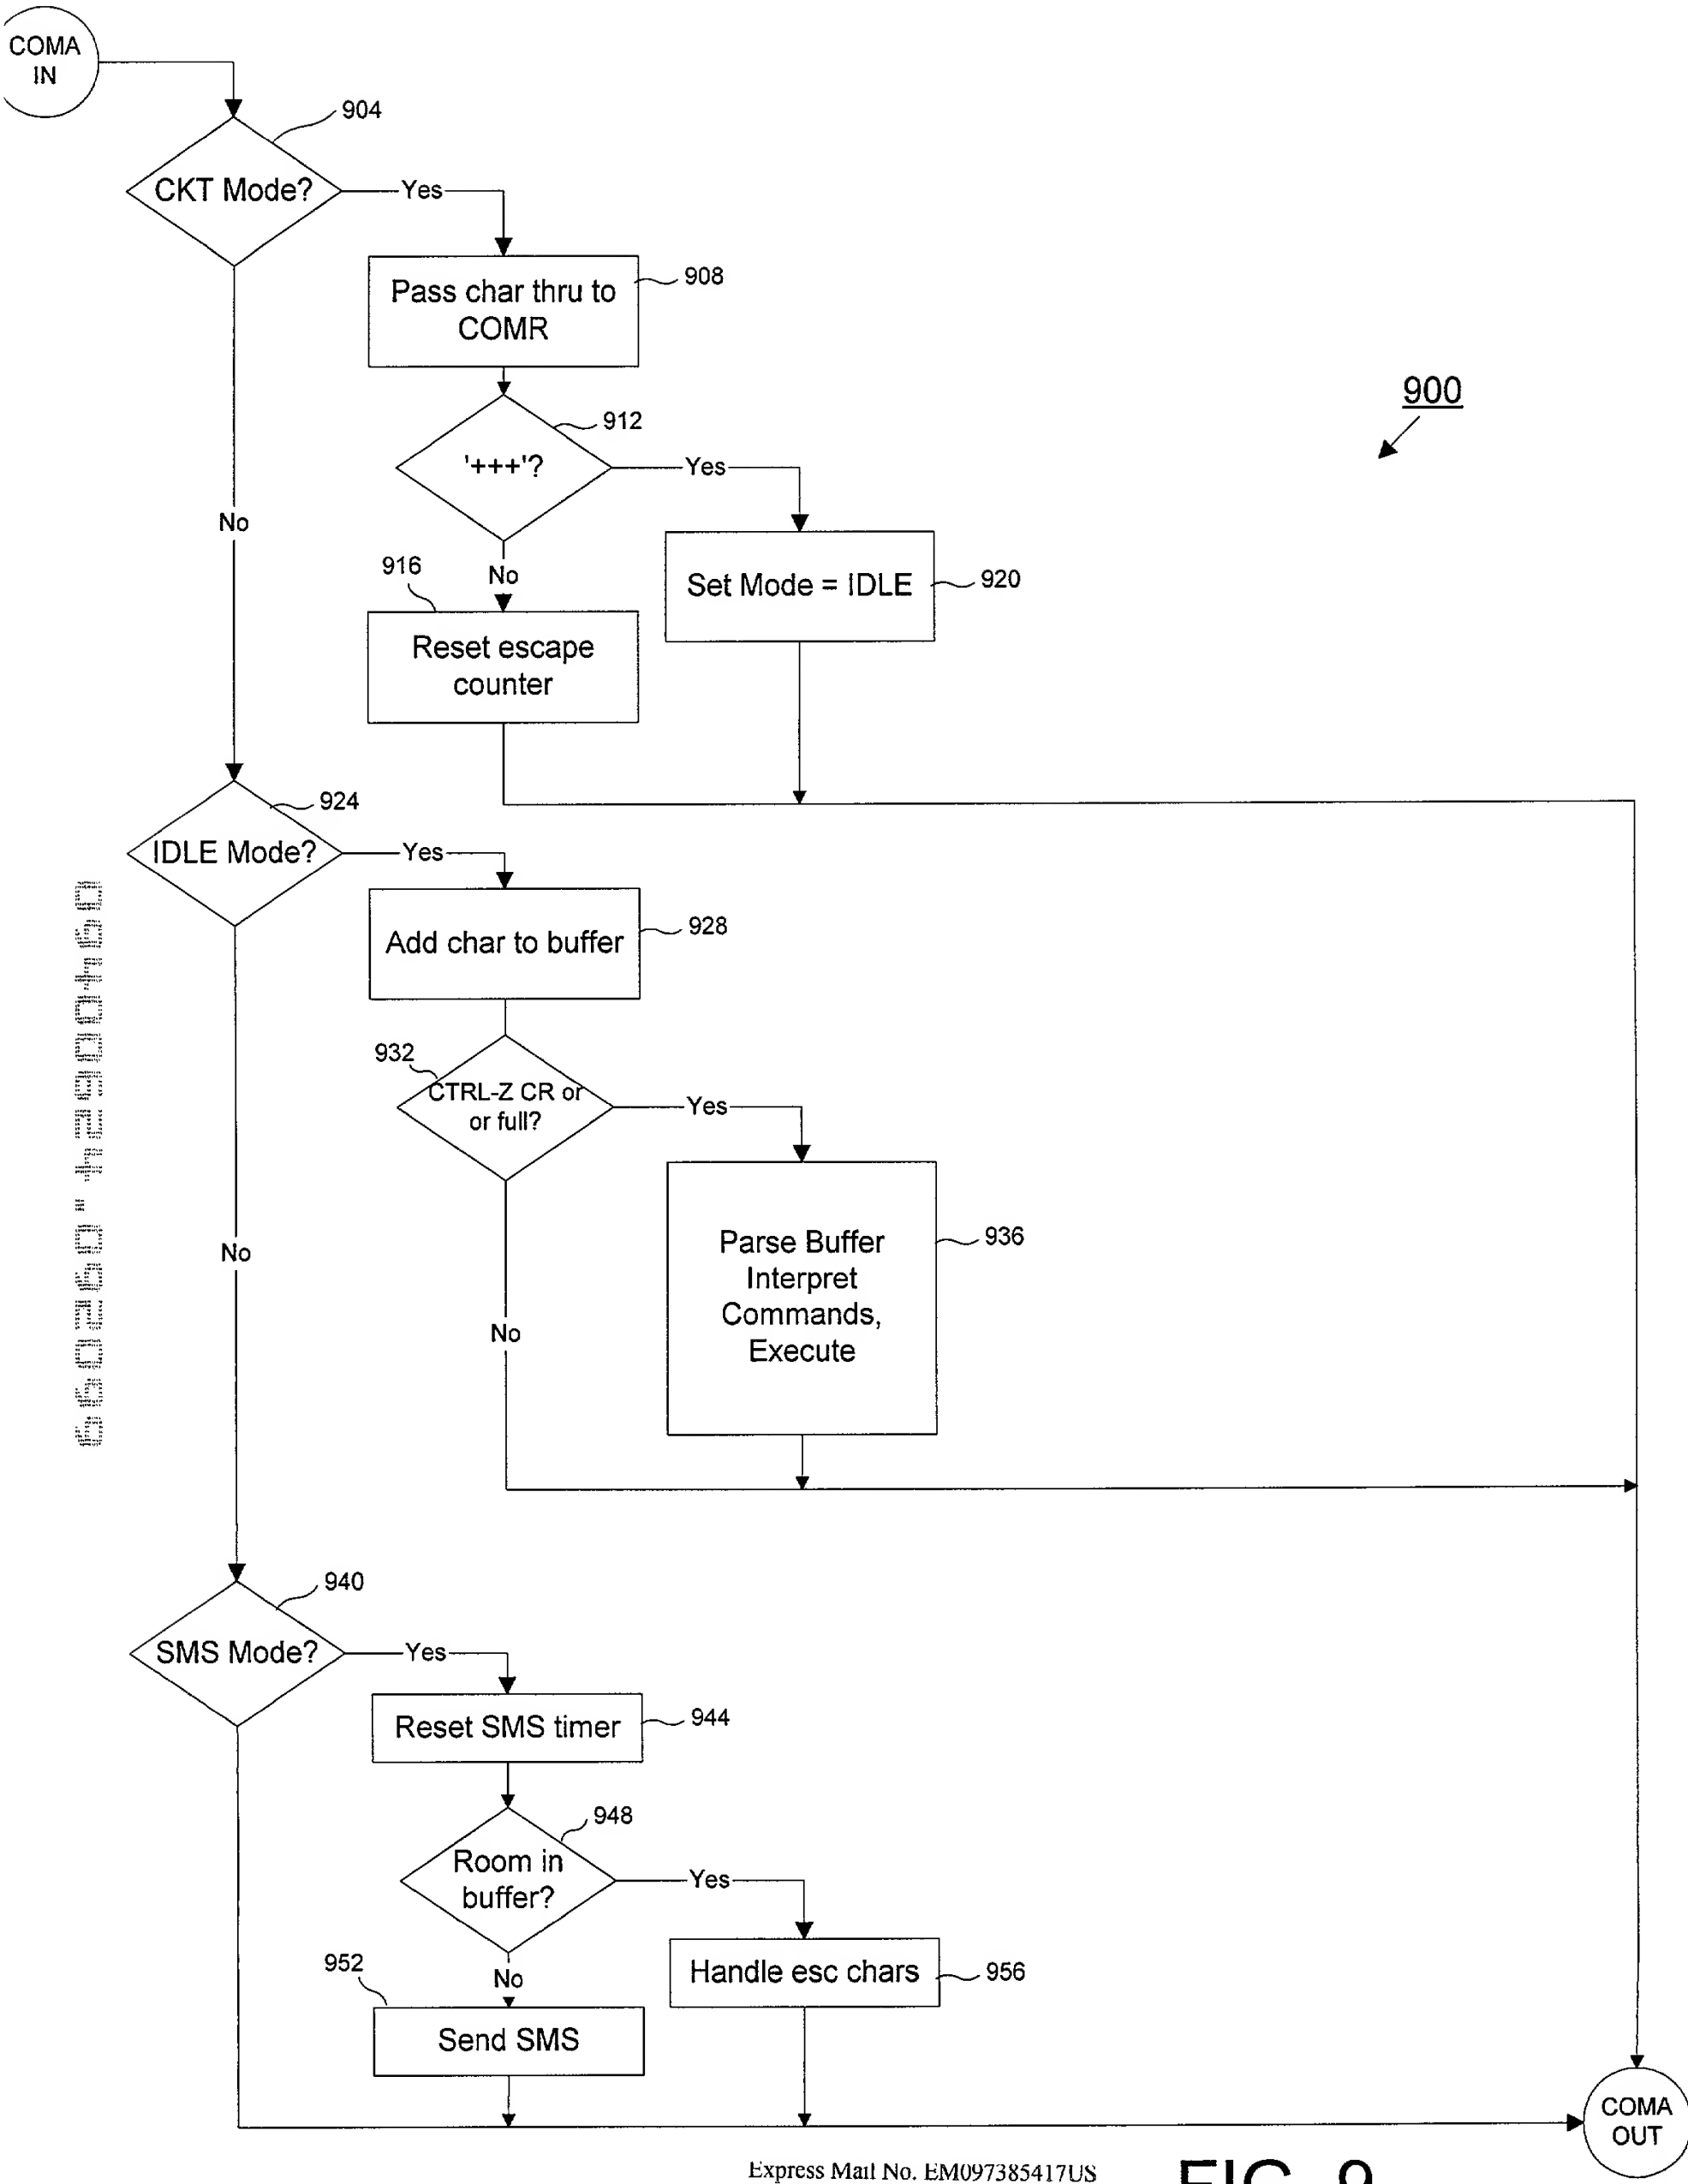 COMA
IN
904
CKT Mode?
Yes
Pass char thru to
COMR
908
900
912
'+++'?
Yes
No
916
No
Set Mode = IDLE
920
Reset escape
counter
924
IDLE Mode?
Yes
Add char to buffer
928
932
CTRL-Z CR or
or full?
Yes
No
Parse Buffer
Interpret
Commands,
Execute
936
No
940
SMS Mode?
Yes
Reset SMS timer
944
948
Room in
buffer?
Yes
952
No
Handle esc chars
956
Send SMS
COMA
OUT
Express Mail No. EM097385417US
FIG. 9